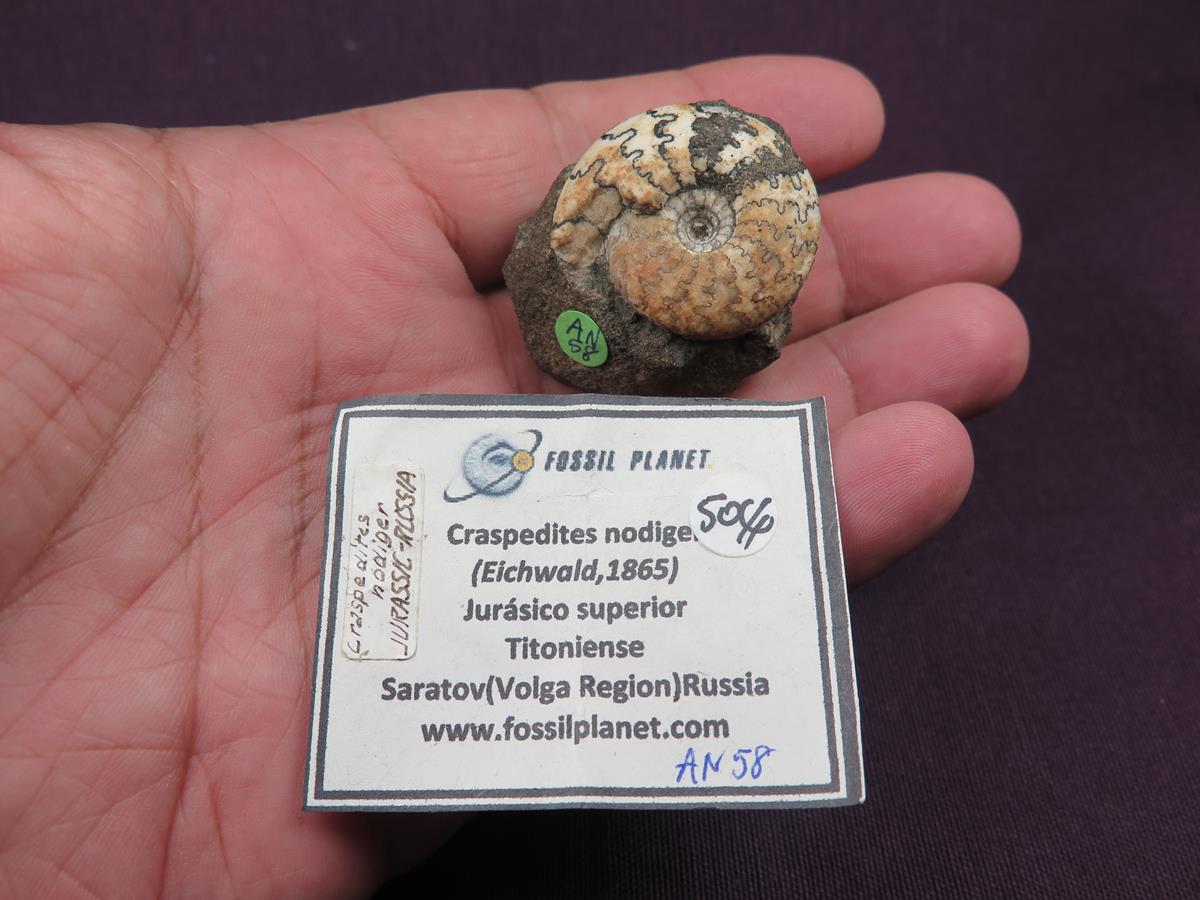 AN
58
FOSSIL PLANET
Craspedites nodige
(Eichwald,1865)
Jurásico superior
Titoniense
Saratov(Volga Region)Russia
www.fossilplanet.com
AN 58
Craspedites
nodiger
JURASSIC-RUSSIA